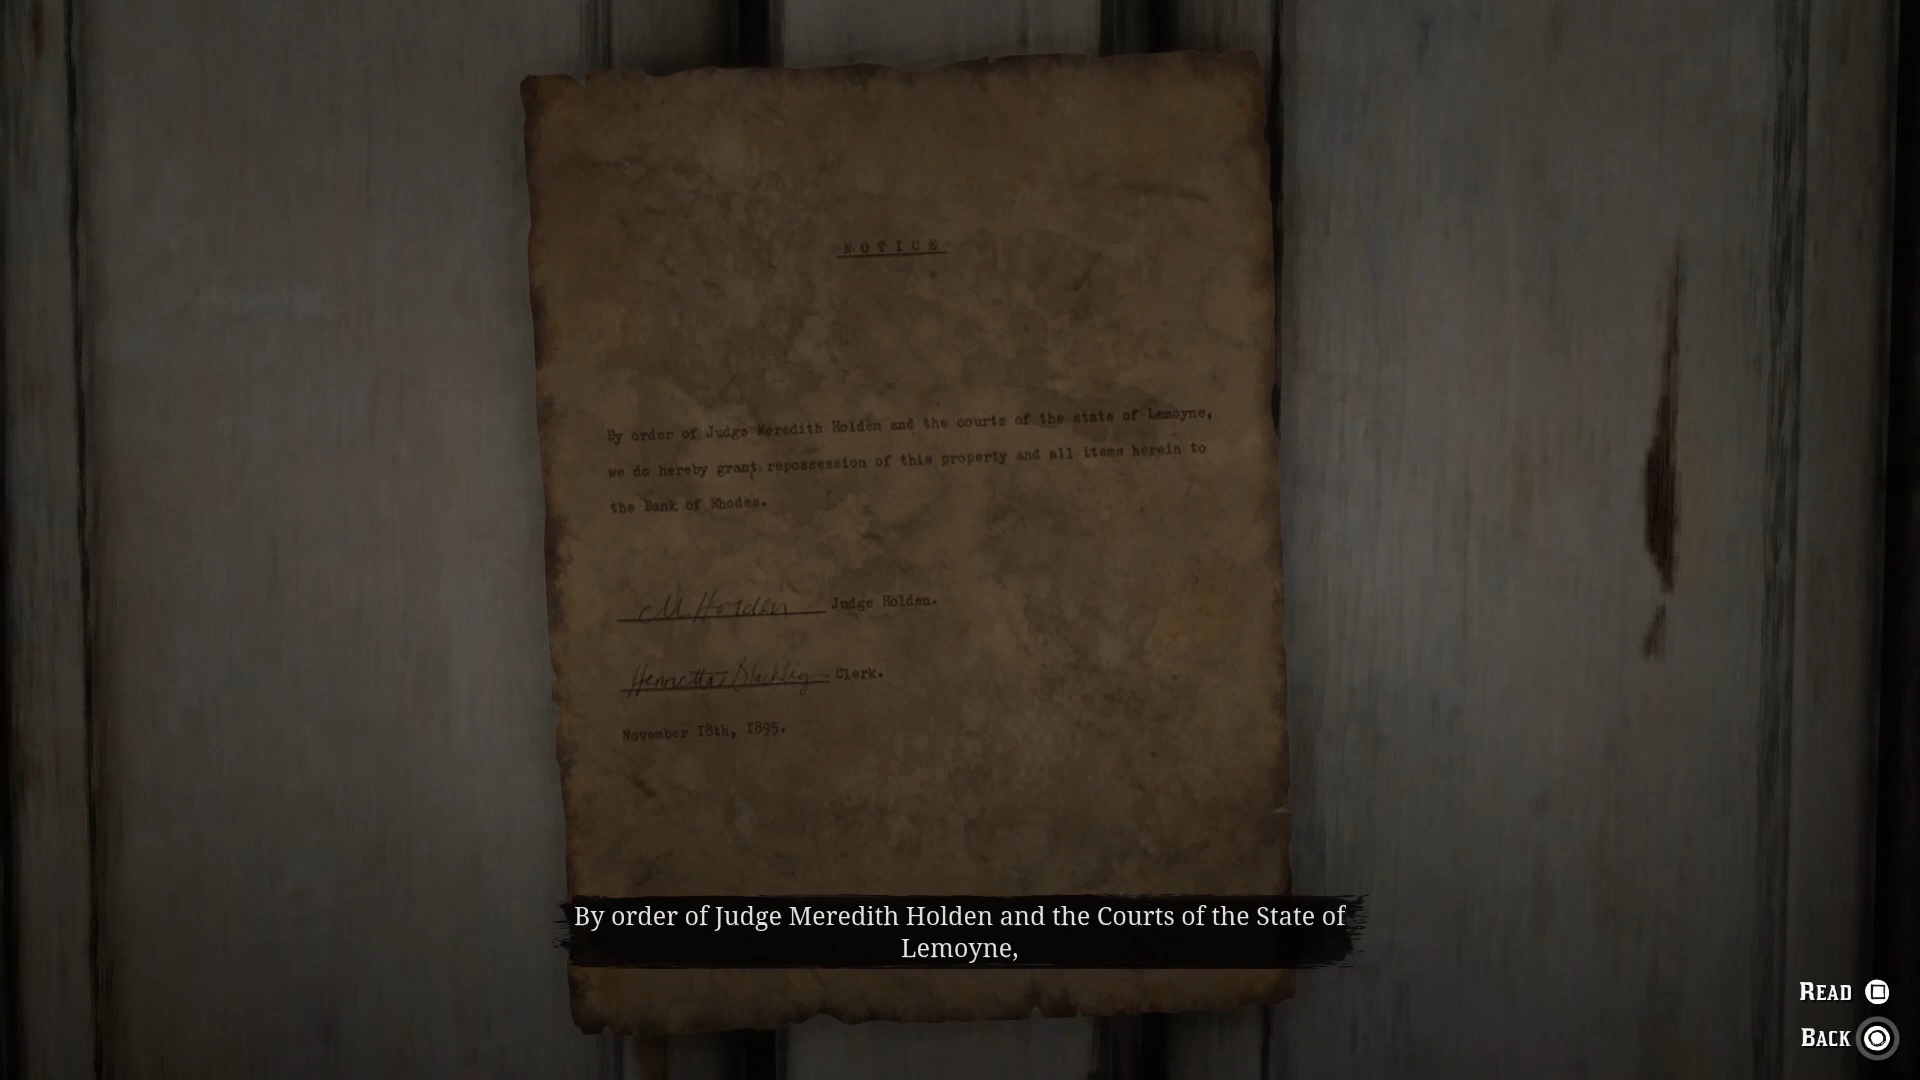 NOTICE
By order of Judge Meredith Holden and the courts of the state of Lemoyne,
we do hereby grant, repossession of this property and all items herein to
the Bank of Rhodes.
M. Holden Judge Holden.
Henrietta Clerk.
November 18th, 1895.
By order of Judge Meredith Holden and the Courts of the State of
Lemoyne,
READ
BACK